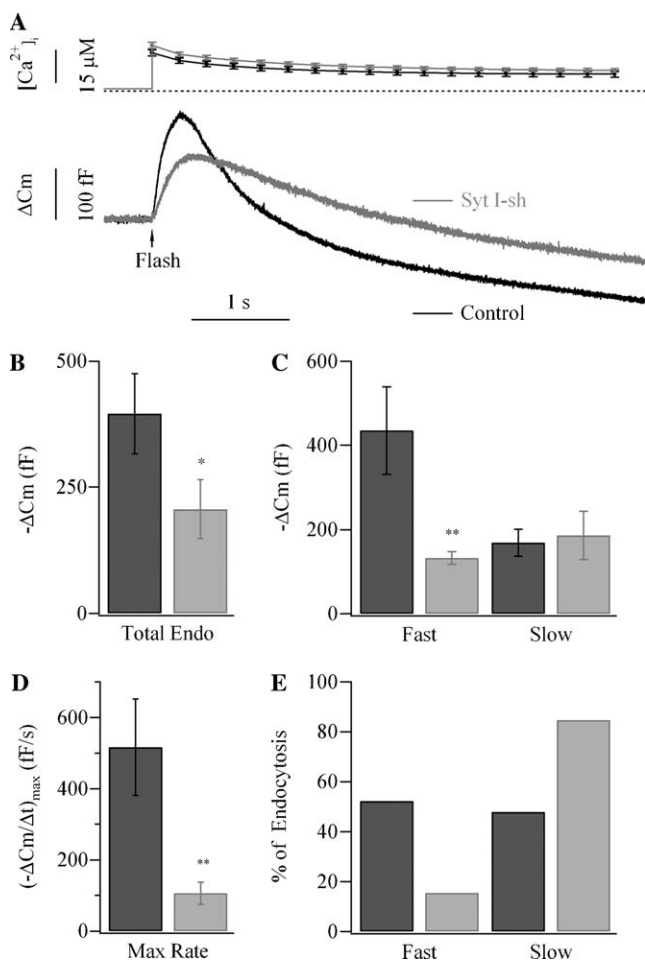 A
[Ca²⁺]ᵢ
15 µM
ΔCm
100 fF
Syt I-sh
Flash
1 s
Control
B
-ΔCm (fF)
500
250
0
*
Total Endo
C
-ΔCm (fF)
600
400
200
0
**
Fast
Slow
D
(-ΔCm/Δt)max (fF/s)
600
400
200
0
**
Max Rate
E
% of Endocytosis
100
80
60
40
20
0
Fast
Slow